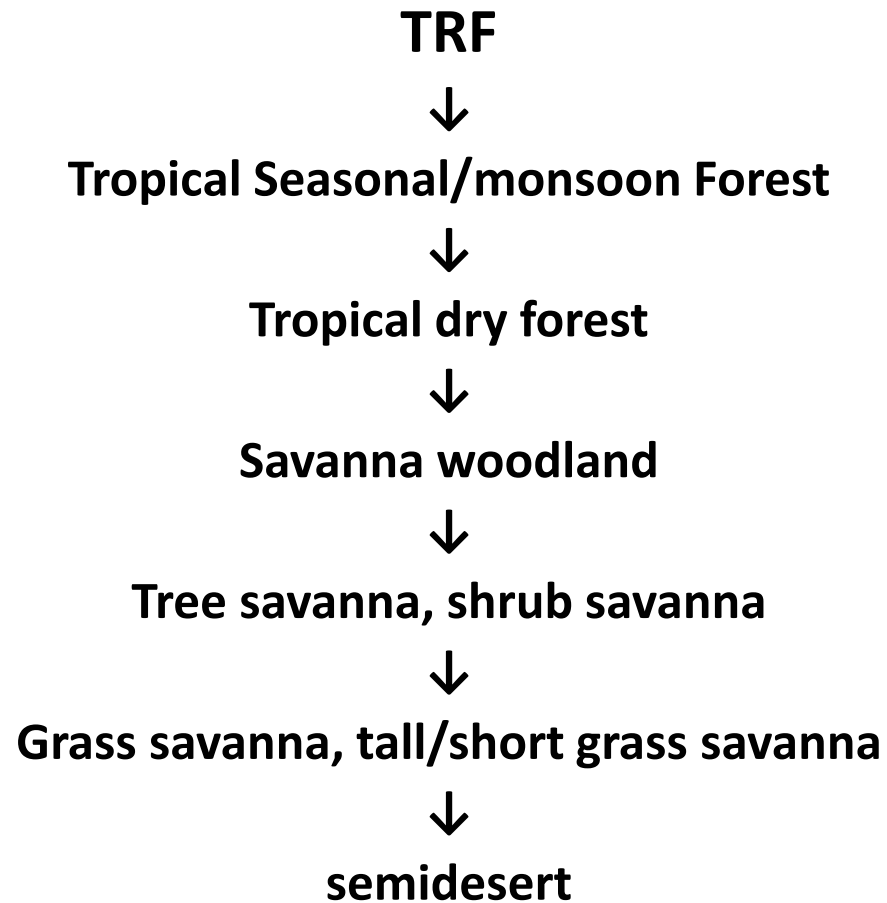 TRF
↓
Tropical Seasonal/monsoon Forest
↓
Tropical dry forest
↓
Savanna woodland
↓
Tree savanna, shrub savanna
↓
Grass savanna, tall/short grass savanna
↓
semidesert